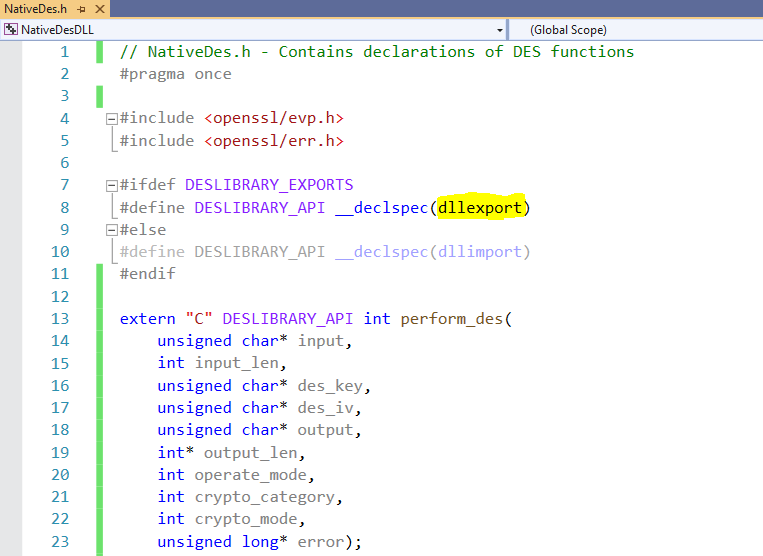 NativeDes.h
NativeDesDLL (Global Scope)
1 // NativeDes.h - Contains declarations of DES functions
2 #pragma once
3
4 #include <openssl/evp.h>
5 #include <openssl/err.h>
6
7 #ifdef DESLIBRARY_EXPORTS
8 #define DESLIBRARY_API __declspec(dllexport)
9 #else
10 #define DESLIBRARY_API __declspec(dllimport)
11 #endif
12
13 extern "C" DESLIBRARY_API int perform_des(
14 unsigned char* input,
15 int input_len,
16 unsigned char* des_key,
17 unsigned char* des_iv,
18 unsigned char* output,
19 int* output_len,
20 int operate_mode,
21 int crypto_category,
22 int crypto_mode,
23 unsigned long* error);